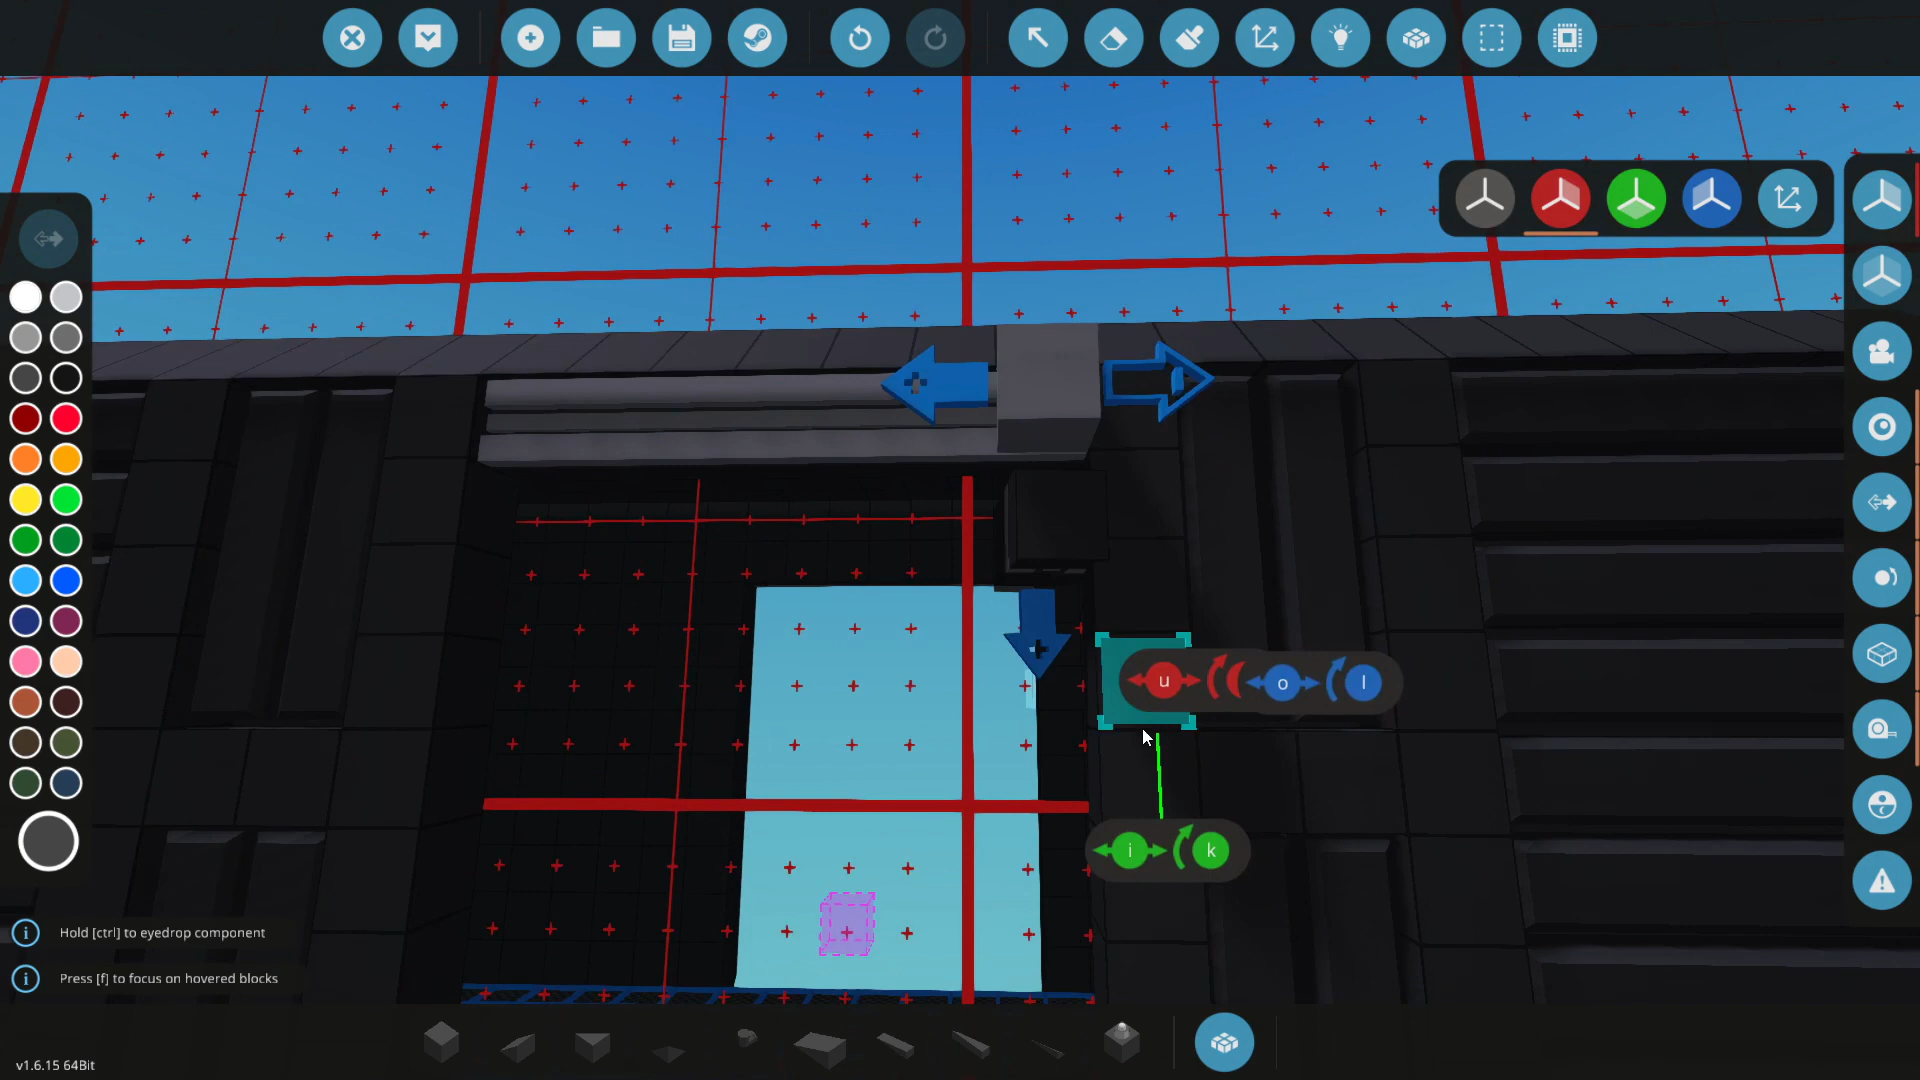 u
o
l
i
k
Hold [ctrl] to eyedrop component
Press [f] to focus on hovered blocks
v1.6.15 64Bit